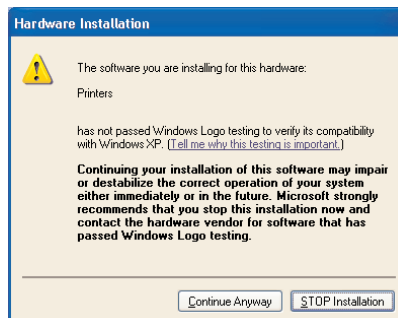 Hardware Installation
The software you are installing for this hardware:
Printers
has not passed Windows Logo testing to verify its compatibility
with Windows XP. (Tell me why this testing is important.)
Continuing your installation of this software may impair
or destabilize the correct operation of your system
either immediately or in the future. Microsoft strongly
recommends that you stop this installation now and
contact the hardware vendor for software that has
passed Windows Logo testing.
Continue Anyway STOP Installation